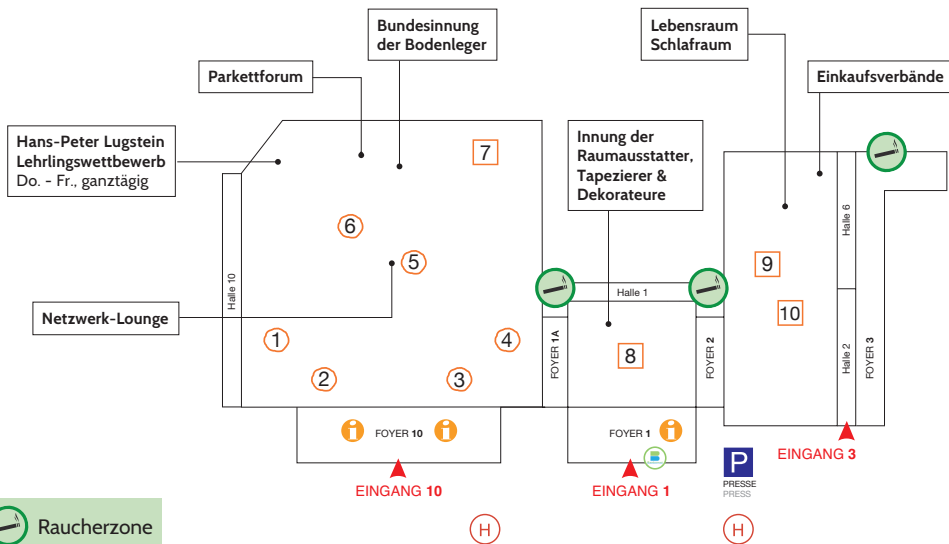 Bundesinnung
der Bodenleger
Lebensraum
Schlafraum
Parkettforum
Einkaufsverbände
Hans-Peter Lugstein
Lehrlingswettbewerb
Do. - Fr., ganztägig
Innung der
Raumausstatter,
Tapezierer &
Dekorateure
7
6
5
9
10
Halle 10
Halle 1
Halle 6
Netzwerk-Lounge
1
2
3
4
8
FOYER 1A
FOYER 2
Halle 2
FOYER 3
i
FOYER 10
i
FOYER 1
i
EINGANG 10
EINGANG 1
EINGANG 3
P
PRESSE
PRESS
H
H
Raucherzone